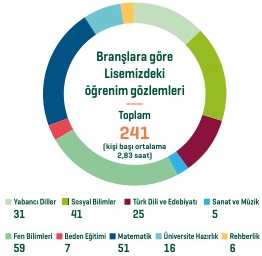 Branşlara göre
Lisemizdeki
öğrenim gözlemleri
Toplam
241
(kişi başı ortalama
2,83 saat)
Yabancı Diller
31
Sosyal Bilimler
41
Türk Dili ve Edebiyatı
25
Sanat ve Müzik
5
Fen Bilimleri
59
Beden Eğitimi
7
Matematik
51
Üniversite Hazırlık
16
Rehberlik
6